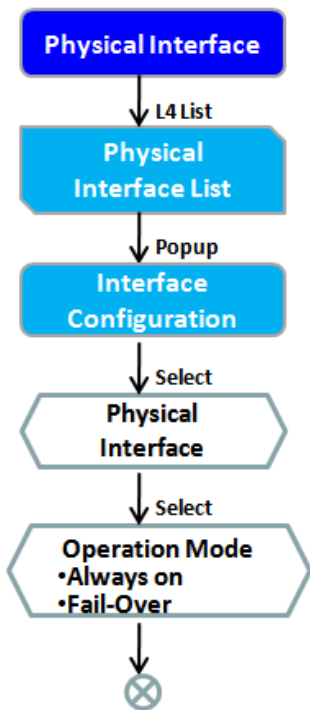 Physical Interface
L4 List
Physical
Interface List
Popup
Interface
Configuration
Select
Physical
Interface
Select
Operation Mode
•Always on
•Fail-Over